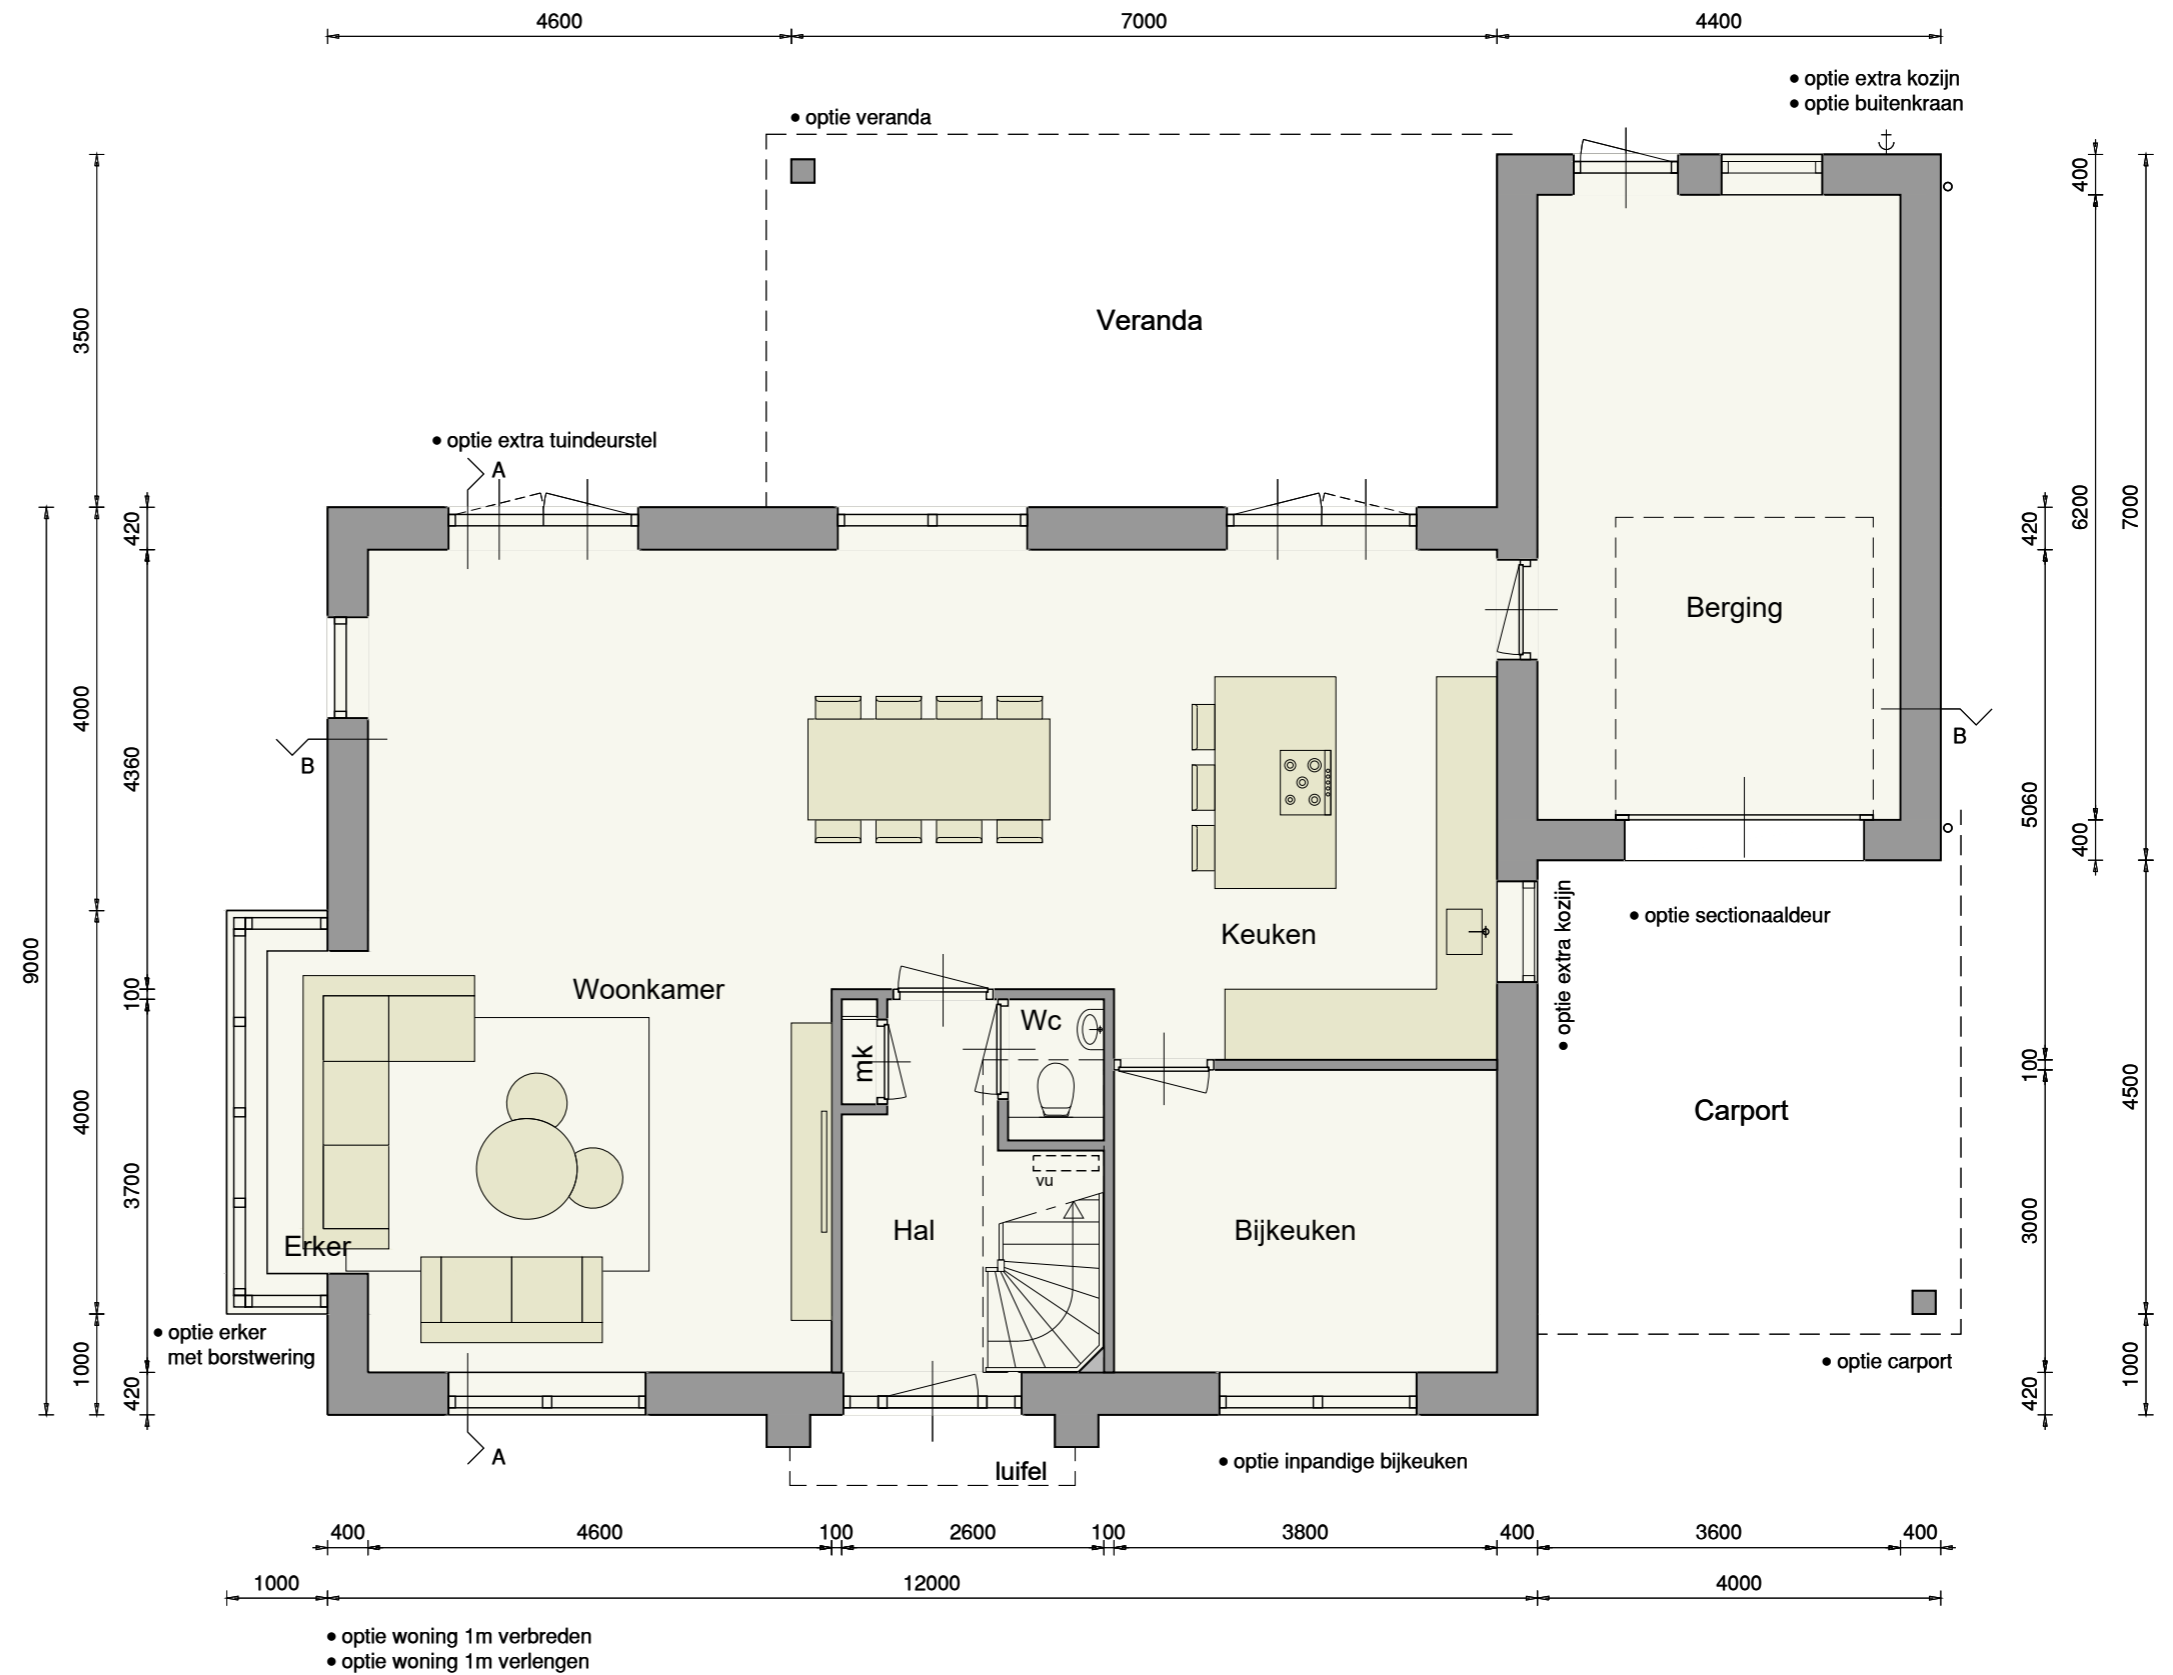 4600
7000
4400
• optie extra kozijn
• optie buitenkraan
• optie veranda
400
3500
Veranda
6200
7000
• optie extra tuindeurstel
A
420
420
Berging
4000
B
B
4360
5060
400
9000
Keuken
• optie extra kozijn
• optie sectionaaldeur
Woonkamer
100
Wc
mk
100
4000
Carport
4500
3700
vu
Hal
Bijkeuken
3000
Erker
• optie erker
met borstwering
1000
420
• optie carport
1000
420
A
luifel
• optie inpandige bijkeuken
400
4600
100
2600
100
3800
400
3600
400
1000
12000
4000
• optie woning 1m verbreden
• optie woning 1m verlengen